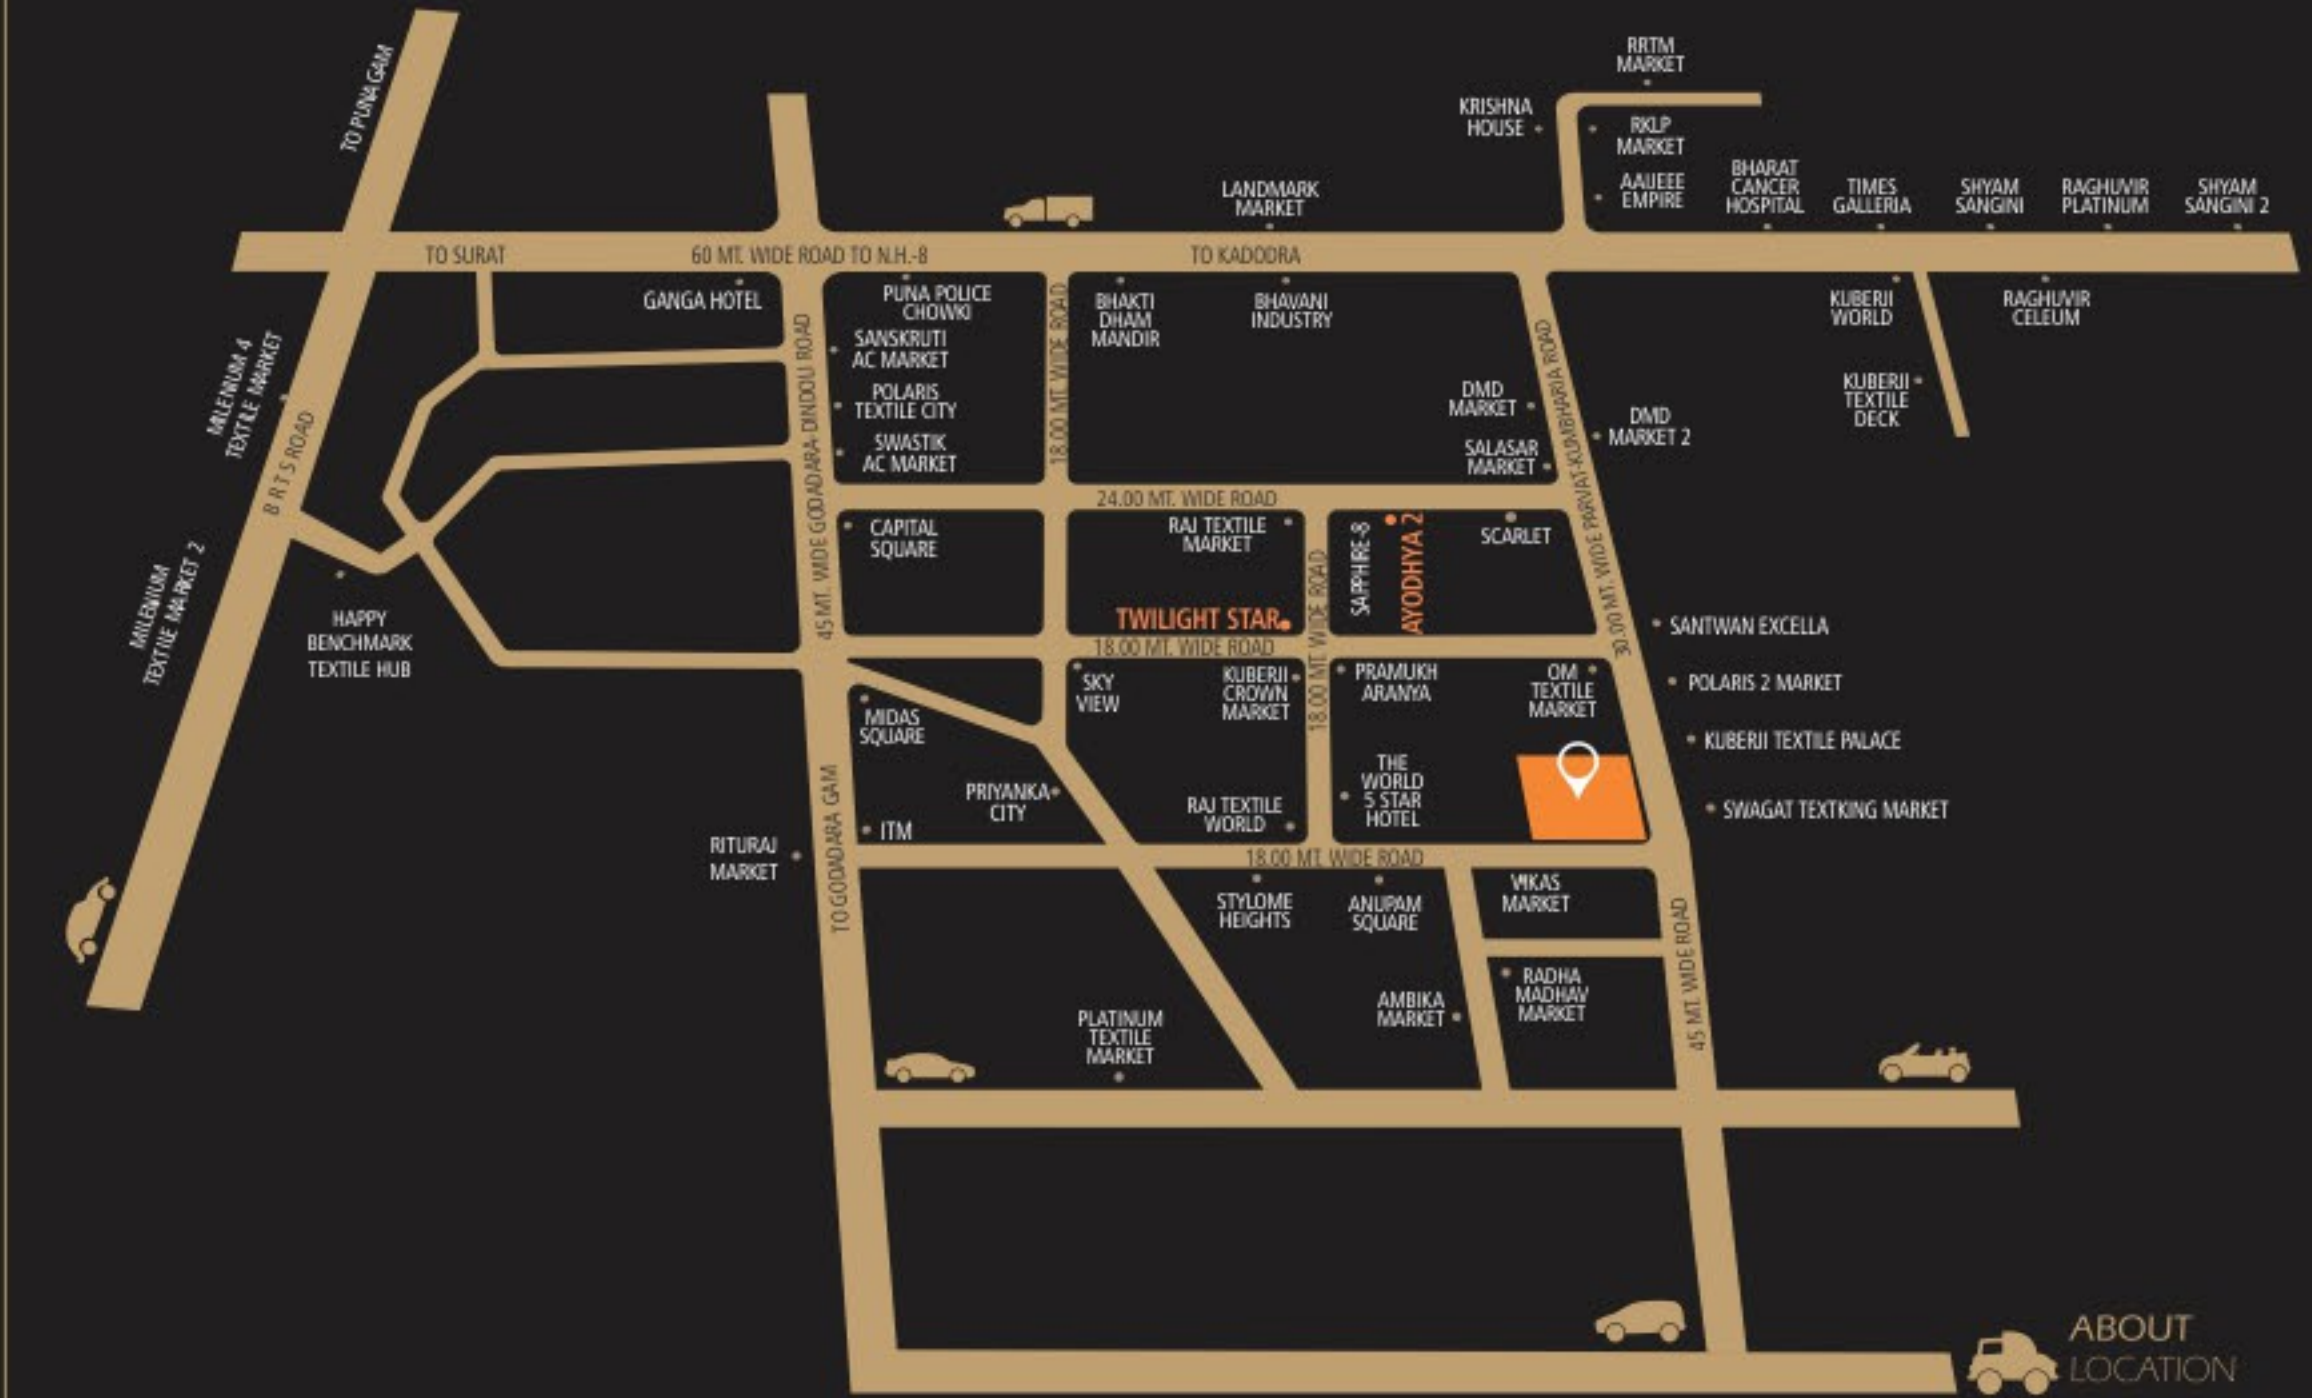 TO PUNAGAM
RRTM
MARKET
KRISHNA
HOUSE
RKLP
MARKET
AAIJEEE
EMPIRE
BHARAT
CANCER
HOSPITAL
TIMES
GALLERIA
SHYAM
SANGINI
RAGHUVIR
PLATINUM
SHYAM
SANGINI 2
LANDMARK
MARKET
TO SURAT
60 MT. WIDE ROAD TO N.H.-8
TO KADODRA
GANGA HOTEL
PUNA POLICE
CHOWKI
SANSKRUTI
AC MARKET
POLARIS
TEXTILE CITY
SWASTIK
AC MARKET
18.00 MT. WIDE ROAD
BHAKTI
DHAM
MANDIR
BHAVANI
INDUSTRY
KUBERJI
WORLD
RAGHUVIR
CELEUM
KUBERJI
TEXTILE
DECK
DMD
MARKET
SALASAR
MARKET
DMD
MARKET 2
30.00 MT. WIDE PARVAT-KUMBHARIA ROAD
MILENIUM 4
TEXTILE MARKET
B R T S ROAD
MILENIUM
TEXTILE MARKET 2
HAPPY
BENCHMARK
TEXTILE HUB
45 MT. WIDE GODADARA-DINDOLI ROAD
24.00 MT. WIDE ROAD
CAPITAL
SQUARE
RAJ TEXTILE
MARKET
SAPPHIRE-8
AYODHYA 2
SCARLET
TWILIGHT STAR
18.00 MT. WIDE ROAD
18.00 MT. WIDE ROAD
SANTWAN EXCELLA
POLARIS 2 MARKET
KUBERJI TEXTILE PALACE
SWAGAT TEXTKING MARKET
SKY
VIEW
KUBERJI
CROWN
MARKET
PRAMUKH
ARANYA
OM
TEXTILE
MARKET
MIDAS
SQUARE
PRIYANKA
CITY
RAJ TEXTILE
WORLD
THE
WORLD
5 STAR
HOTEL
ITM
RITURAJ
MARKET
TO GODADARA GAM
18.00 MT. WIDE ROAD
STYLOME
HEIGHTS
ANUPAM
SQUARE
VIKAS
MARKET
45 MT. WIDE ROAD
RADHA
MADHAV
MARKET
AMBIKA
MARKET
PLATINUM
TEXTILE
MARKET
ABOUT
LOCATION